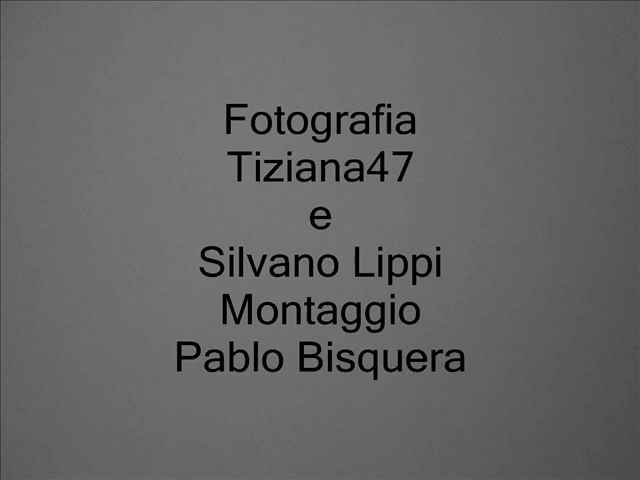 Fotografia
Tiziana47
e
Silvano Lippi
Montaggio
Pablo Bisquera